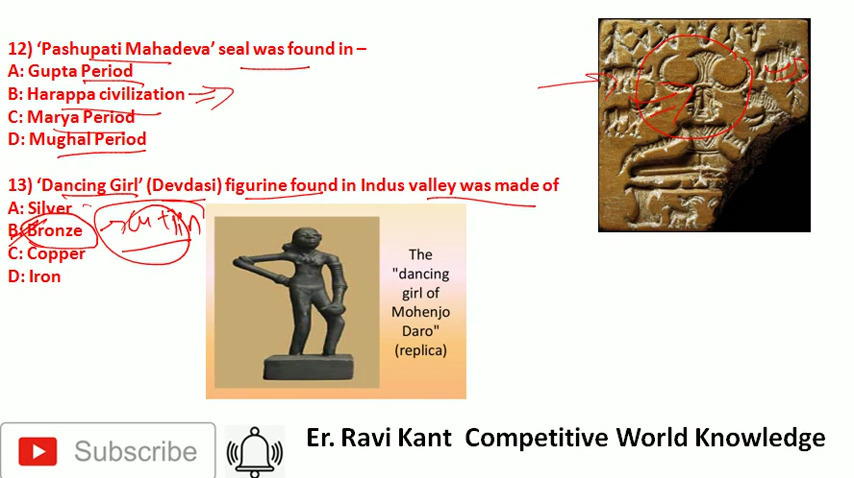 12) ‘Pashupati Mahadeva’ seal was found in –
A: Gupta Period
B: Harappa civilization
C: Marya Period
D: Mughal Period
13) ‘Dancing Girl’ (Devdasi) figurine found in Indus valley was made of
A: Silver
B: Bronze
C: Copper
D: Iron
The
"dancing
girl of
Mohenjo
Daro"
(replica)
Subscribe
Er. Ravi Kant Competitive World Knowledge